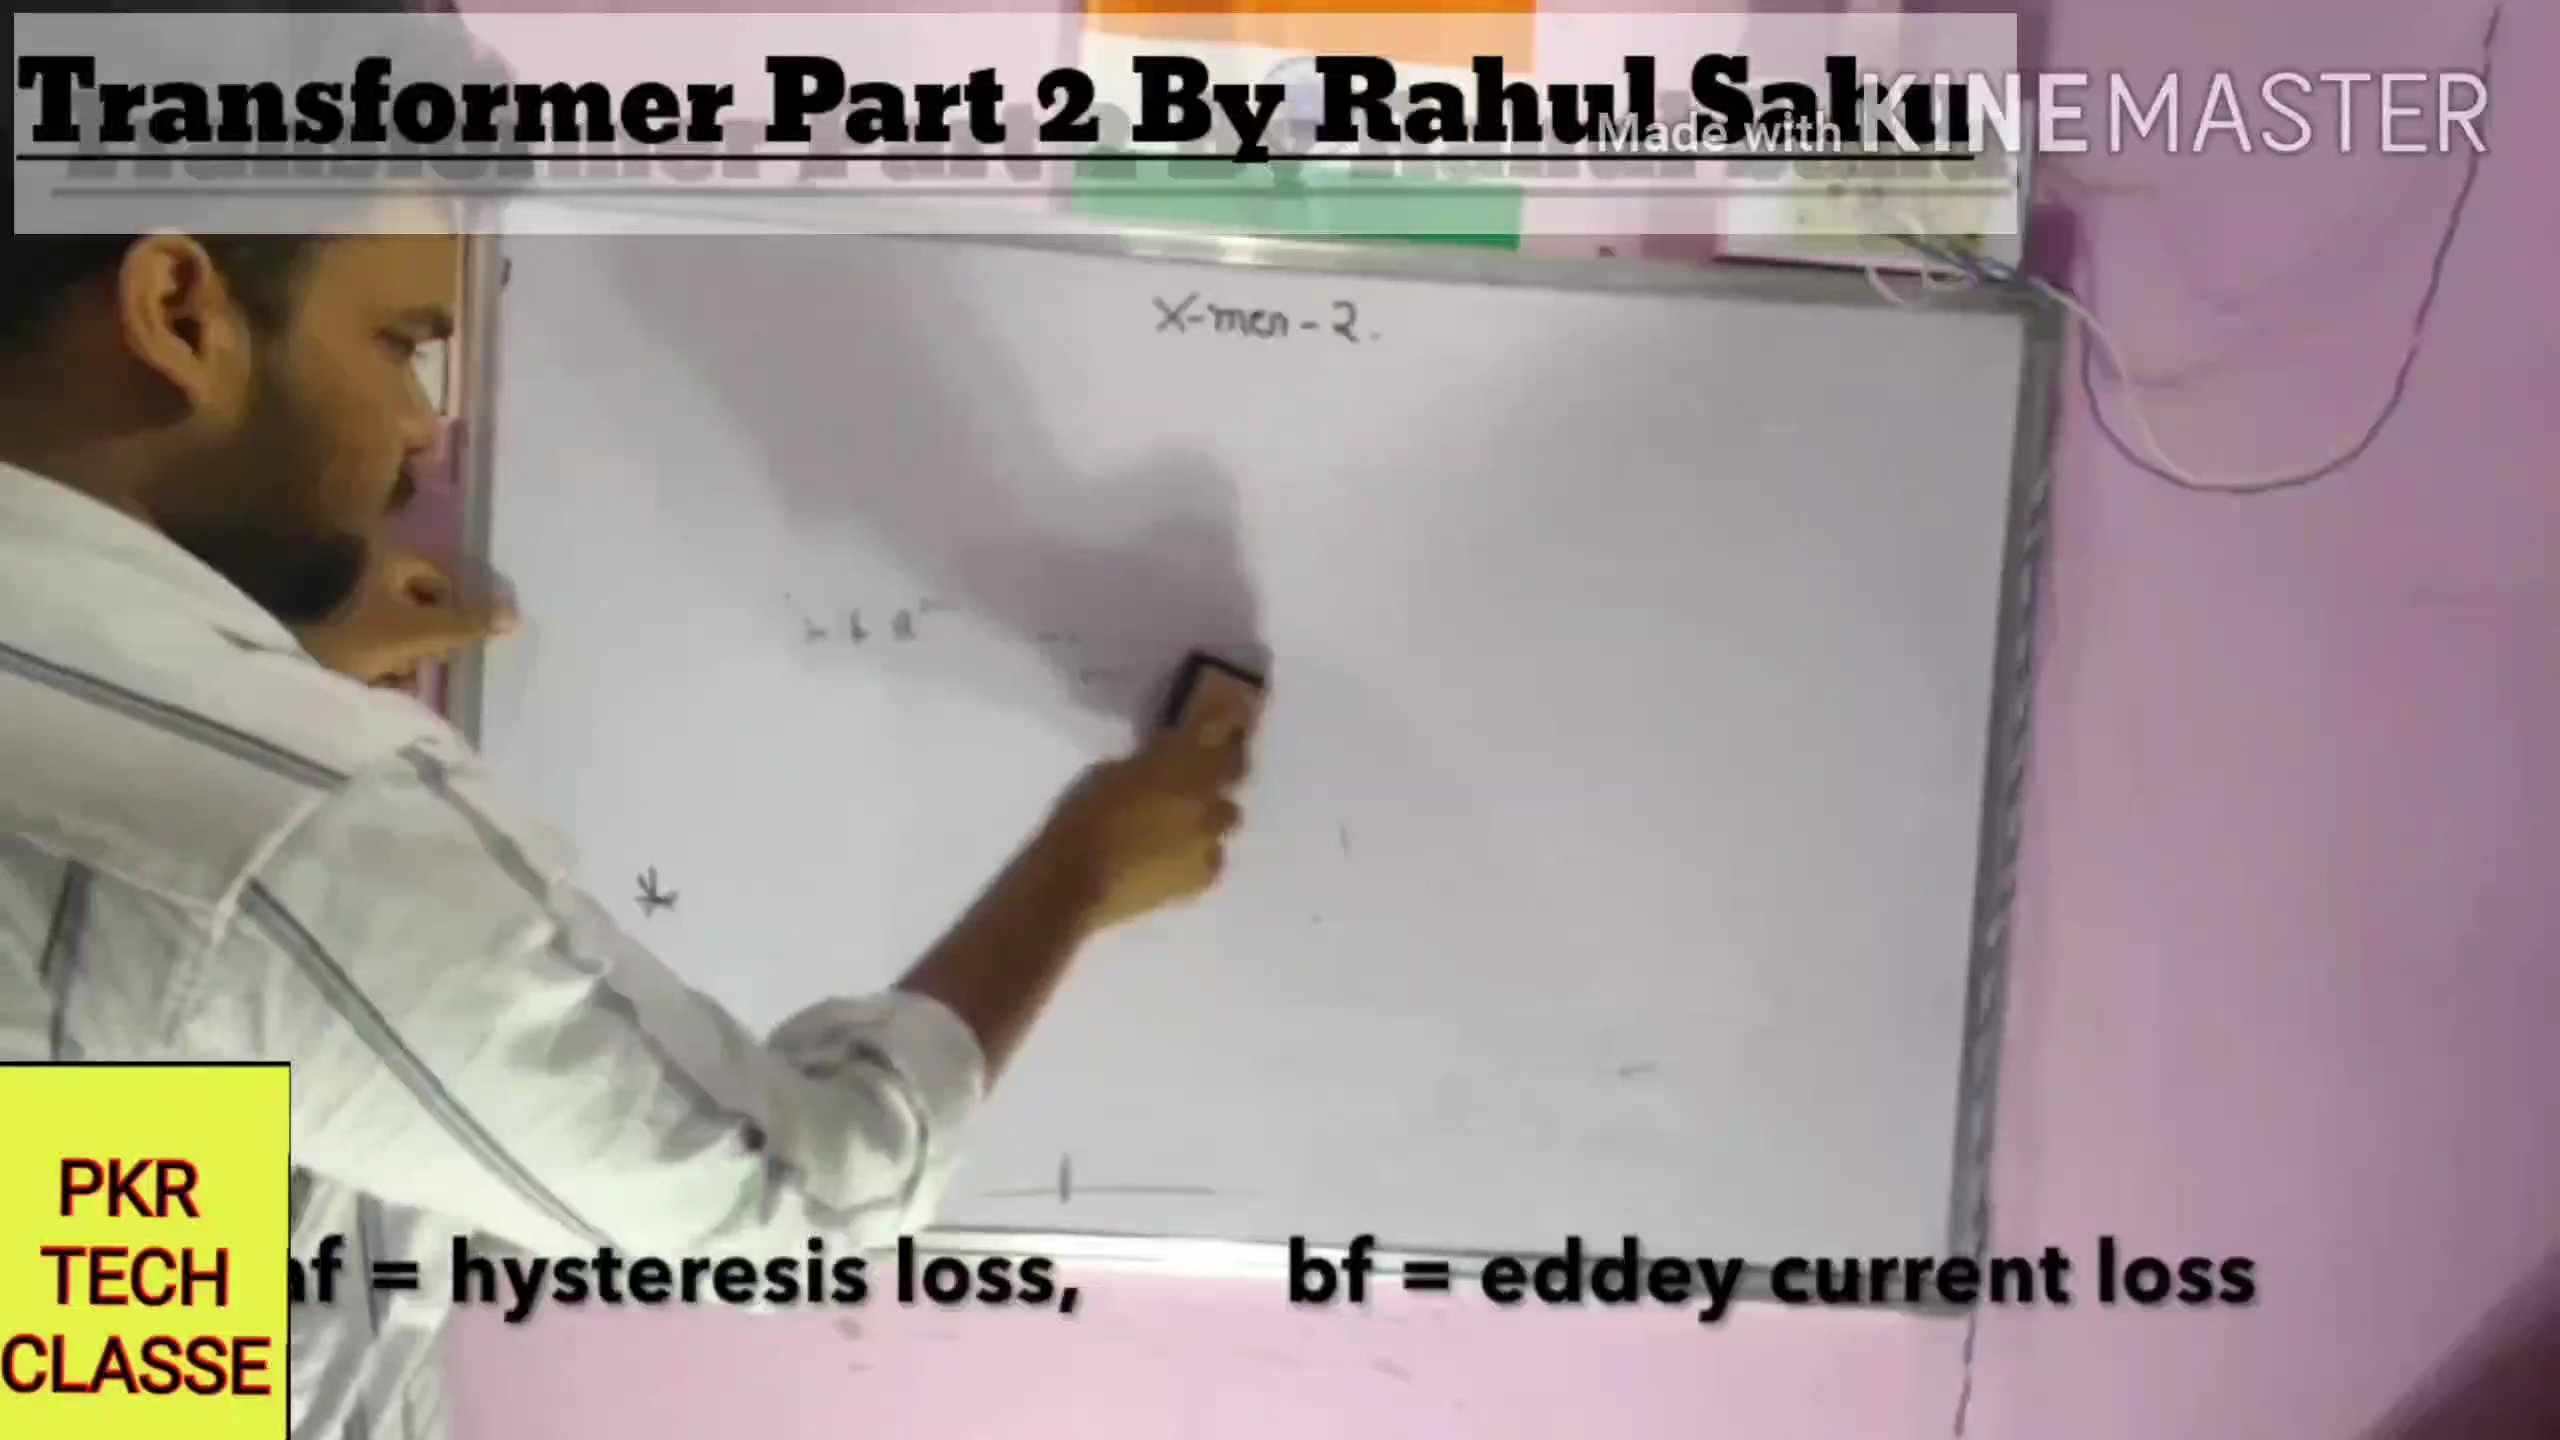 Transformer Part 2 By Rahul Sahu
Made with KINEMASTER
X-men-2.
af = hysteresis loss, bf = eddey current loss
PKR
TECH
CLASSE